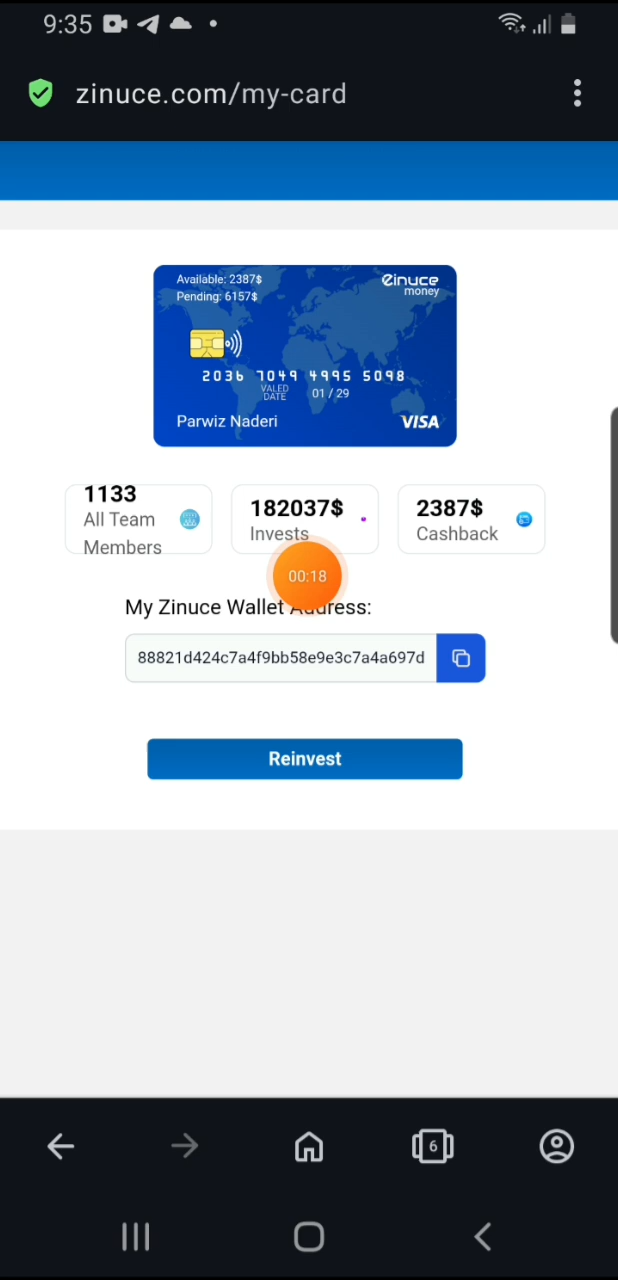 9:35
zinuce.com/my-card
Available: 2387$
Pending: 6157$
Zinuce
money
2036 7049 4995 5098
VALED
DATE
01 / 29
Parwiz Naderi
VISA
1133
All Team
Members
182037$
Invests
2387$
Cashback
00:18
My Zinuce Wallet Address:
88821d424c7a4f9bb58e9e3c7a4a697d
Reinvest
6